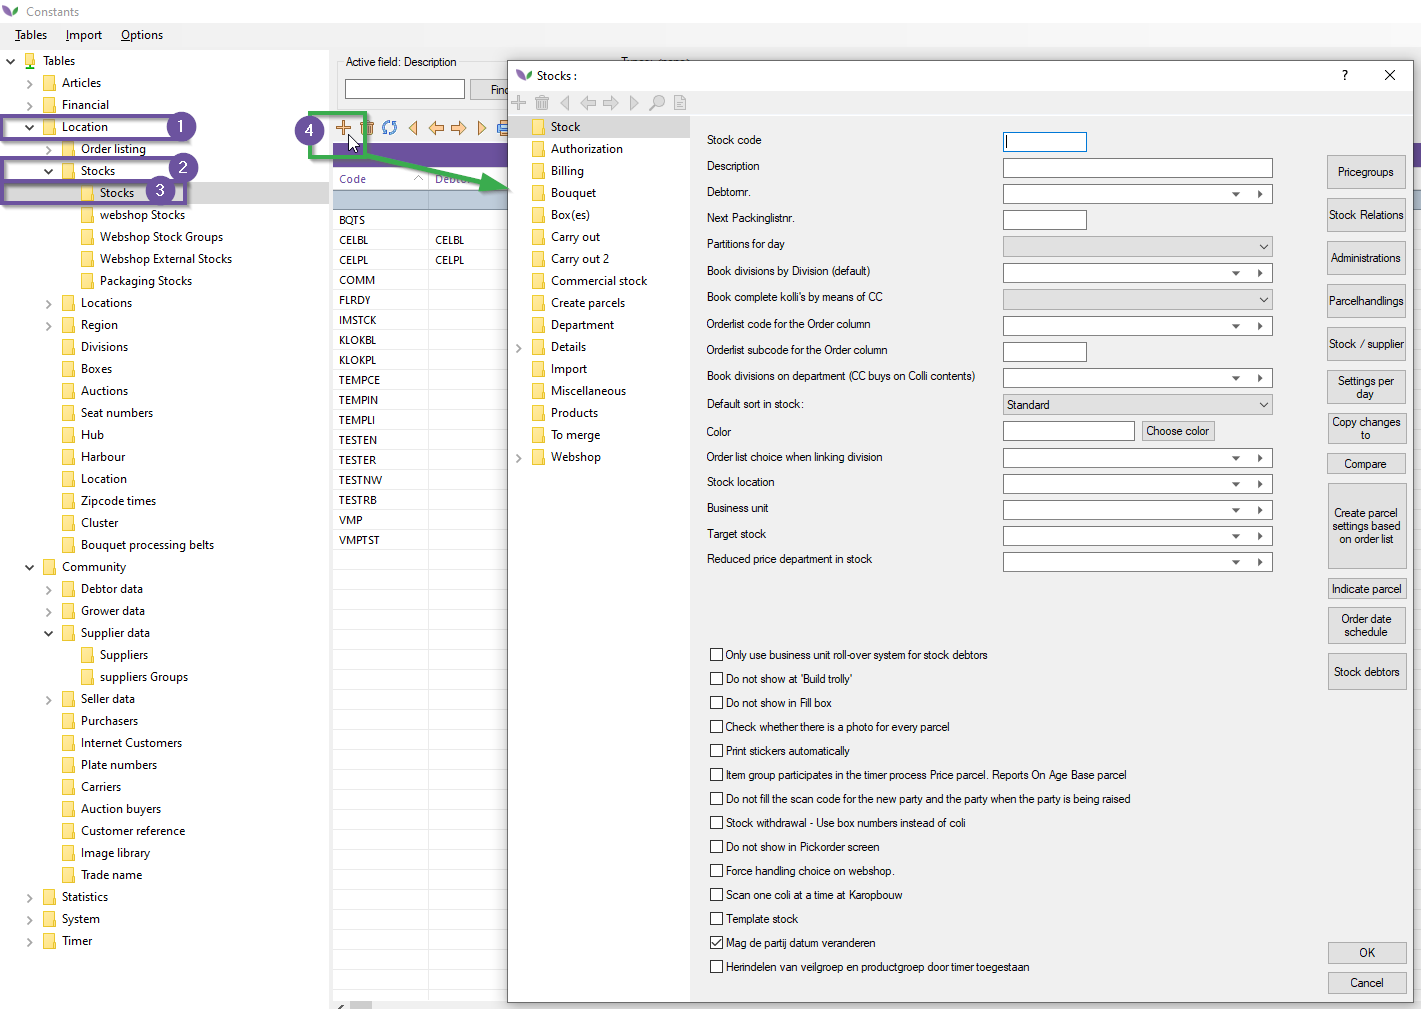 Constants
Tables Import Options
Tables
Articles
Financial
Location 1
Order listing
Stocks 2
Stocks 3
webshop Stocks
Webshop Stock Groups
Webshop External Stocks
Packaging Stocks
Locations
Region
Divisions
Boxes
Auctions
Seat numbers
Hub
Harbour
Location
Zipcode times
Cluster
Bouquet processing belts
Community
Debtor data
Grower data
Supplier data
Suppliers
suppliers Groups
Seller data
Purchasers
Internet Customers
Plate numbers
Carriers
Auction buyers
Customer reference
Image library
Trade name
Statistics
System
Timer
Active field: Description
Find
4
Code Debtor
BQTS
CELBL CELBL
CELPL CELPL
COMM
FLRDY
IMSTCK
KLOKBL
KLOKPL
TEMPCE
TEMPIN
TEMPLI
TESTEN
TESTER
TESTNW
TESTRB
VMP
VMPTST
Stocks :
?
Stock
Authorization
Billing
Bouquet
Box(es)
Carry out
Carry out 2
Commercial stock
Create parcels
Department
Details
Import
Miscellaneous
Products
To merge
Webshop
Stock code
Description
Debtornr.
Next Packinglistnr.
Partitions for day
Book divisions by Division (default)
Book complete kolli's by means of CC
Orderlist code for the Order column
Orderlist subcode for the Order column
Book divisions on department (CC buys on Colli contents)
Default sort in stock: Standard
Color Choose color
Order list choice when linking division
Stock location
Business unit
Target stock
Reduced price department in stock
Only use business unit roll-over system for stock debtors
Do not show at 'Build trolly'
Do not show in Fill box
Check whether there is a photo for every parcel
Print stickers automatically
Item group participates in the timer process Price parcel. Reports On Age Base parcel
Do not fill the scan code for the new party and the party when the party is being raised
Stock withdrawal - Use box numbers instead of coli
Do not show in Pickorder screen
Force handling choice on webshop.
Scan one coli at a time at Karopbouw
Template stock
Mag de partij datum veranderen
Herindelen van veilgroep en productgroep door timer toegestaan
Pricegroups
Stock Relations
Administrations
Parcelhandlings
Stock / supplier
Settings per
day
Copy changes
to
Compare
Create parcel
settings based
on order list
Indicate parcel
Order date
schedule
Stock debtors
OK
Cancel